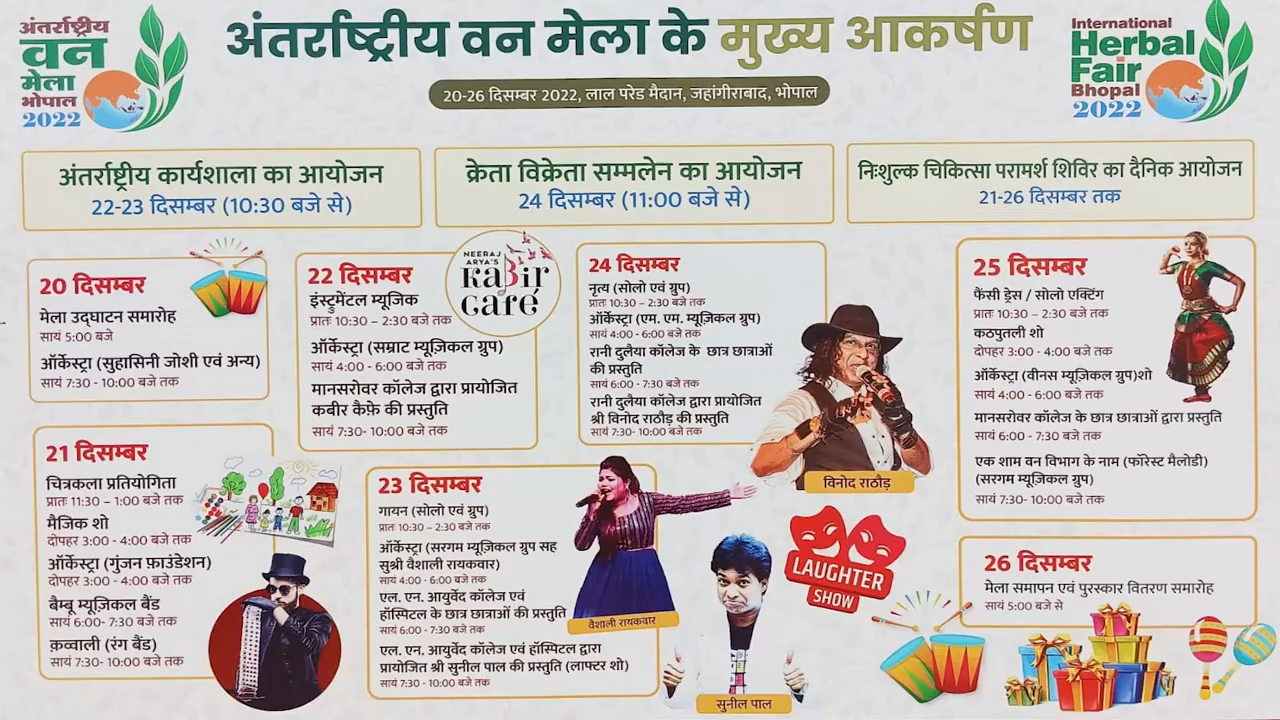 अंतर्राष्ट्रीय
वन
मेला
भोपाल
2022
अंतर्राष्ट्रीय वन मेला के मुख्य आकर्षण
20-26 दिसम्बर 2022, लाल परेड मैदान, जहांगीराबाद, भोपाल
International
Herbal
Fair
Bhopal
2022
अंतर्राष्ट्रीय कार्यशाला का आयोजन
22-23 दिसम्बर (10:30 बजे से)
क्रेता विक्रेता सम्मलेन का आयोजन
24 दिसम्बर (11:00 बजे से)
निःशुल्क चिकित्सा परामर्श शिविर का दैनिक आयोजन
21-26 दिसम्बर तक
20 दिसम्बर
मेला उद्घाटन समारोह
सायं 5:00 बजे
ऑर्केस्ट्रा (सुहासिनी जोशी एवं अन्य)
सायं 7:30 - 10:00 बजे तक
21 दिसम्बर
चित्रकला प्रतियोगिता
प्रातः 11:30 – 1:00 बजे तक
मैजिक शो
दोपहर 3:00 - 4:00 बजे तक
ऑर्केस्ट्रा (गुंजन फ़ाउंडेशन)
दोपहर 3:00 - 4:00 बजे तक
बैम्बू म्यूज़िकल बैंड
सायं 6:00- 7:30 बजे तक
क़व्वाली (रंग बैंड)
सायं 7:30- 10:00 बजे तक
22 दिसम्बर
इंस्ट्रुमेंटल म्यूजिक
प्रातः 10:30 – 2:30 बजे तक
ऑर्केस्ट्रा (सम्राट म्यूज़िकल ग्रुप)
सायं 4:00 - 6:00 बजे तक
मानसरोवर कॉलेज द्वारा प्रायोजित
कबीर कैफ़े की प्रस्तुति
सायं 7:30- 10:00 बजे तक
NEERAJ
ARYA'S
KABIR
café
23 दिसम्बर
गायन (सोलो एवं ग्रुप)
प्रातः 10:30 – 2:30 बजे तक
ऑर्केस्ट्रा (सरगम म्यूज़िकल ग्रुप सह
सुश्री वैशाली रायकवार)
सायं 4:00 - 6:00 बजे तक
एल. एन. आयुर्वेद कॉलेज एवं
हॉस्पिटल के छात्र छात्राओं की प्रस्तुति
सायं 6:00 - 7:30 बजे तक
एल. एन. आयुर्वेद कॉलेज एवं हॉस्पिटल द्वारा
प्रायोजित श्री सुनील पाल की प्रस्तुति (लाफ्टर शो)
सायं 7:30 - 10:00 बजे तक
वैशाली रायकवार
24 दिसम्बर
नृत्य (सोलो एवं ग्रुप)
प्रातः 10:30 – 2:30 बजे तक
ऑर्केस्ट्रा (एम. एम. म्यूज़िकल ग्रुप)
सायं 4:00 - 6:00 बजे तक
रानी दुलैया कॉलेज के छात्र छात्राओं
की प्रस्तुति
सायं 6:00 - 7:30 बजे तक
रानी दुलैया कॉलेज द्वारा प्रायोजित
श्री विनोद राठौड़ की प्रस्तुति
सायं 7:30- 10:00 बजे तक
विनोद राठौड़
LAUGHTER
SHOW
सुनील पाल
25 दिसम्बर
फैंसी ड्रेस / सोलो एक्टिंग
प्रातः 10:30 – 2:30 बजे तक
कठपुतली शो
दोपहर 3:00 - 4:00 बजे तक
ऑर्केस्ट्रा (वीनस म्यूज़िकल ग्रुप)शो
सायं 4:00 - 6:00 बजे तक
मानसरोवर कॉलेज के छात्र छात्राओं द्वारा प्रस्तुति
सायं 6:00 - 7:30 बजे तक
एक शाम वन विभाग के नाम (फॉरेस्ट मैलोडी)
(सरगम म्यूज़िकल ग्रुप)
सायं 7:30- 10:00 बजे तक
26 दिसम्बर
मेला समापन एवं पुरस्कार वितरण समारोह
सायं 5:00 बजे से